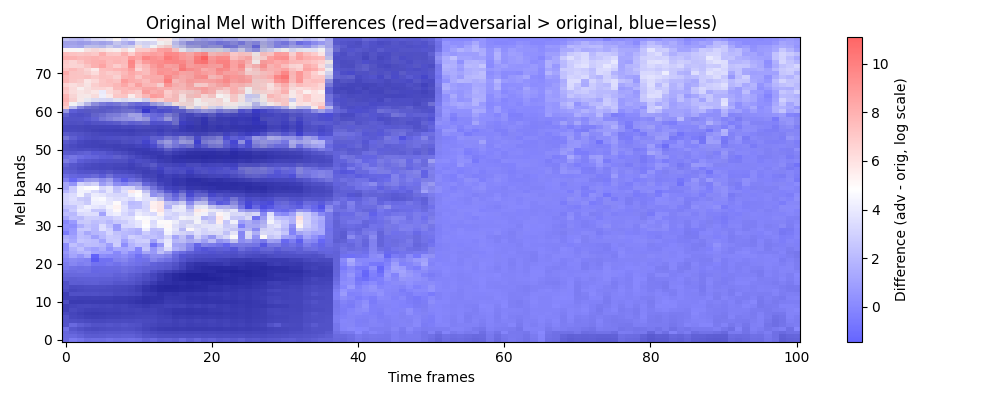 Original Mel with Differences (red=adversarial > original, blue=less)
Mel bands
70
60
50
40
30
20
10
0
0 20 40 60 80 100
Time frames
10
8
6
4
2
0
Difference (adv - orig, log scale)